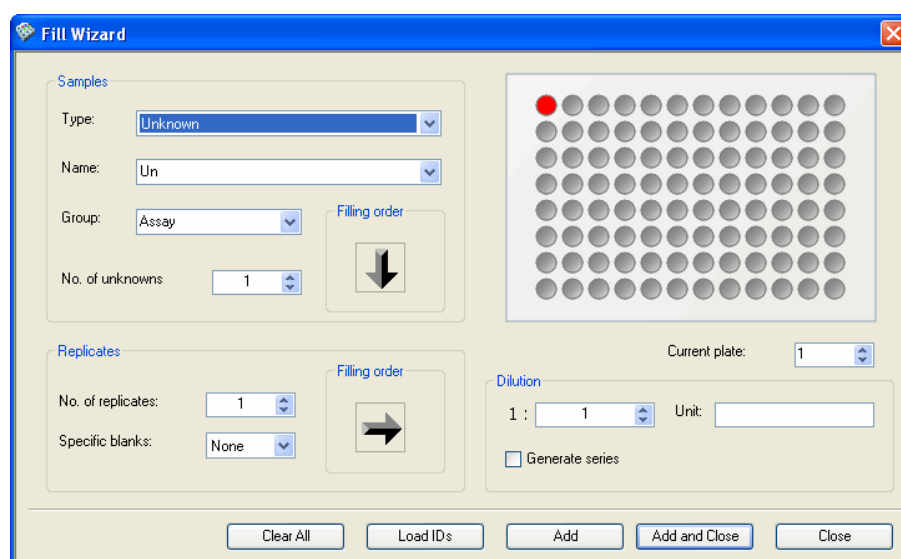 Fill Wizard
Samples
Type: Unknown
Name: Un
Group: Assay
Filling order
No. of unknowns 1
Replicates
Filling order
No. of replicates: 1
Specific blanks: None
Current plate: 1
Dilution
1 : 1 Unit:
Generate series
Clear All Load IDs Add Add and Close Close